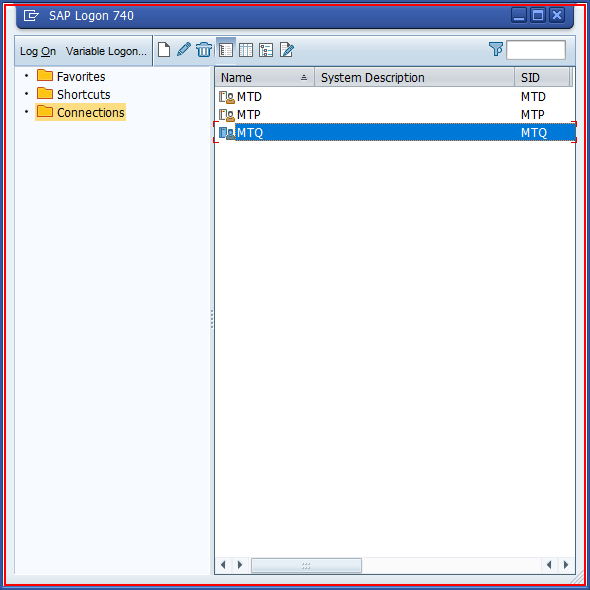 SAP Logon 740
Log On Variable Logon...
Favorites
Shortcuts
Connections
Name System Description SID
MTD MTD
MTP MTP
MTQ MTQ